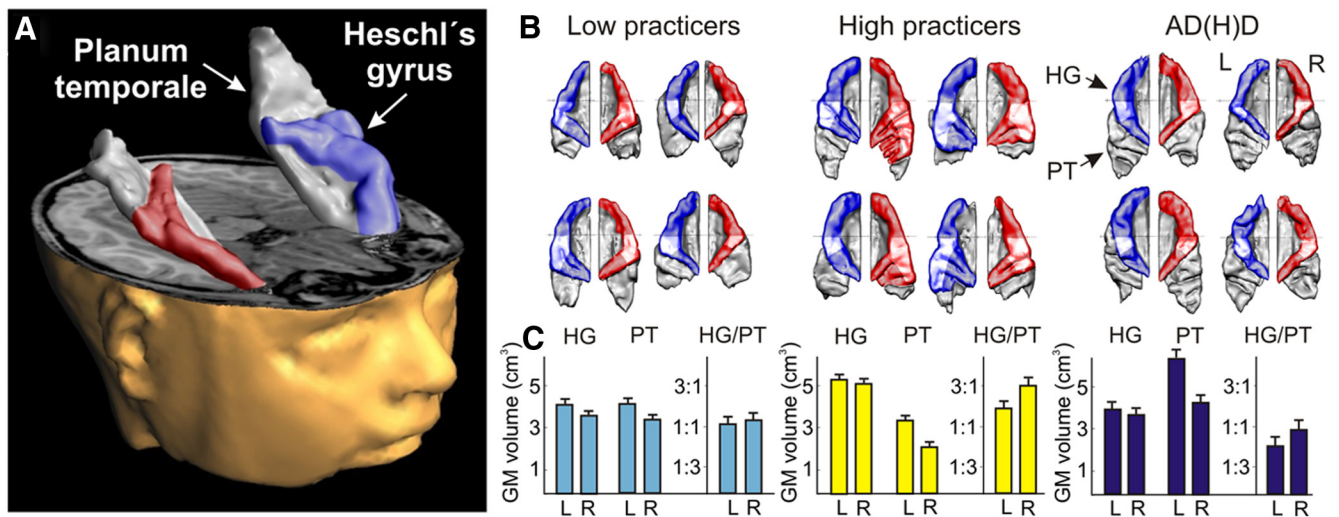 A
Planum
temporale
Heschl´s
gyrus
B
Low practicers
High practicers
AD(H)D
HG
PT
L
R
C
HG PT HG/PT
GM volume (cm³)
5
3
1
3:1
1:1
1:3
L R L R L R
HG PT HG/PT
GM volume (cm³)
5
3
1
3:1
1:1
1:3
L R L R L R
HG PT HG/PT
GM volume (cm³)
5
3
1
3:1
1:1
1:3
L R L R L R